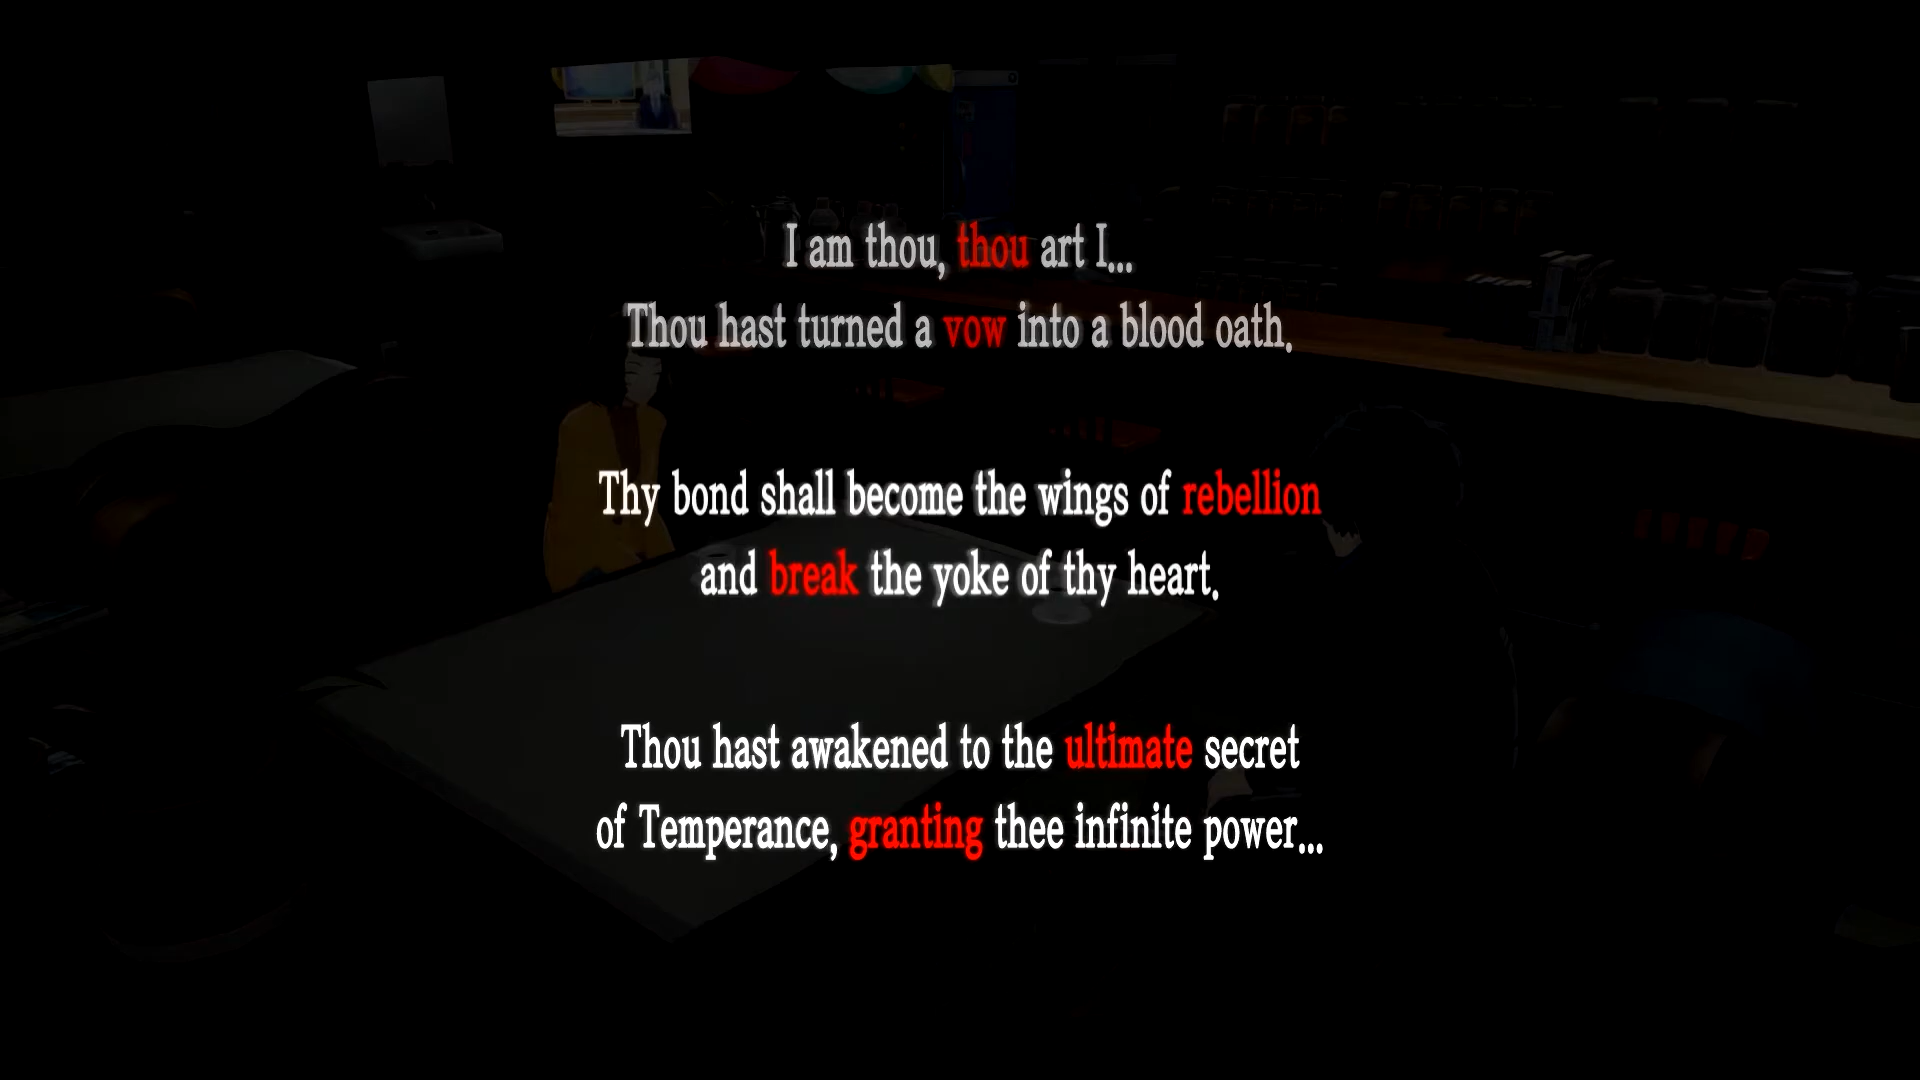 I am thou, thou art I...
Thou hast turned a vow into a blood oath.
Thy bond shall become the wings of rebellion
and break the yoke of thy heart.
Thou hast awakened to the ultimate secret
of Temperance, granting thee infinite power...